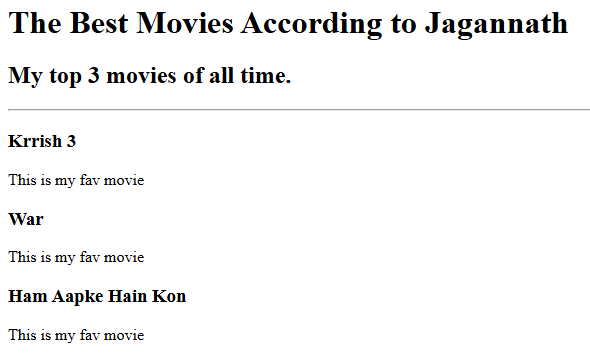 The Best Movies According to Jagannath
My top 3 movies of all time.
Krrish 3
This is my fav movie
War
This is my fav movie
Ham Aapke Hain Kon
This is my fav movie